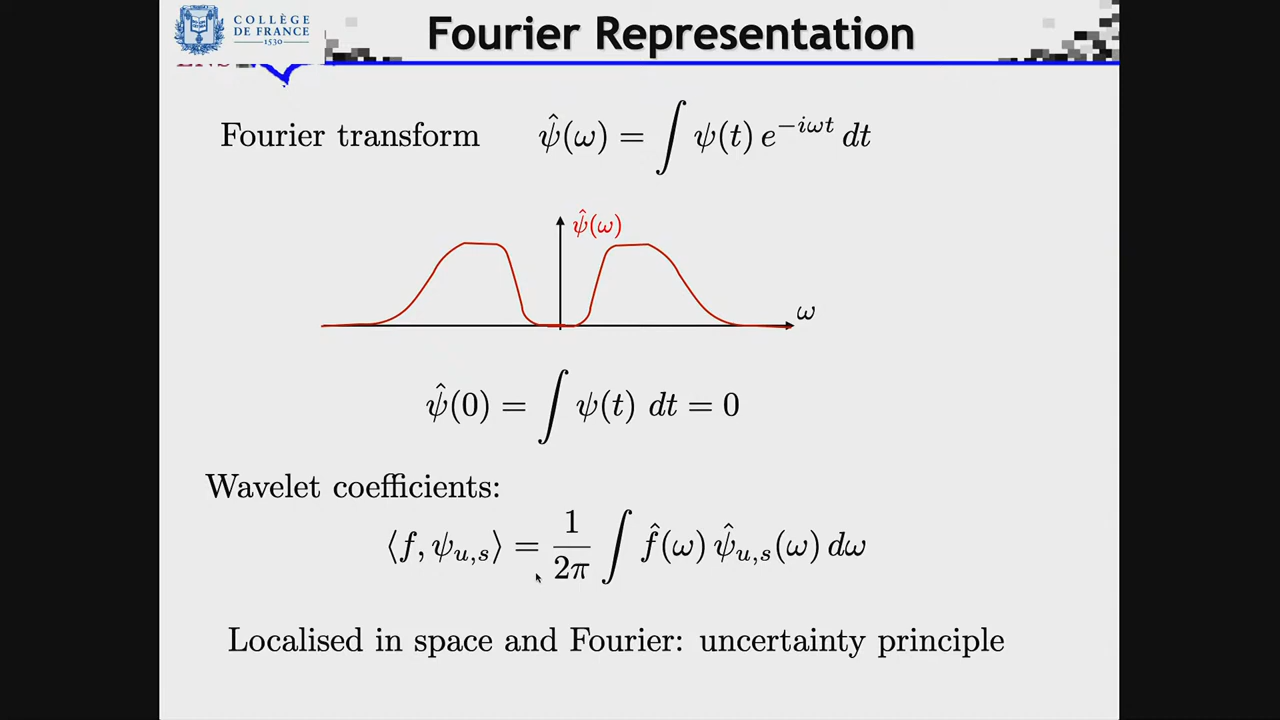 COLLÈGE
DE FRANCE
1530
Fourier Representation
Fourier transform ψ̂(ω) = ∫ ψ(t) e^{−iωt} dt
ψ̂(ω)
ω
ψ̂(0) = ∫ ψ(t) dt = 0
Wavelet coefficients:
⟨f, ψ_{u,s}⟩ = \frac{1}{2π} ∫ f̂(ω) ψ̂_{u,s}(ω) dω
Localised in space and Fourier: uncertainty principle